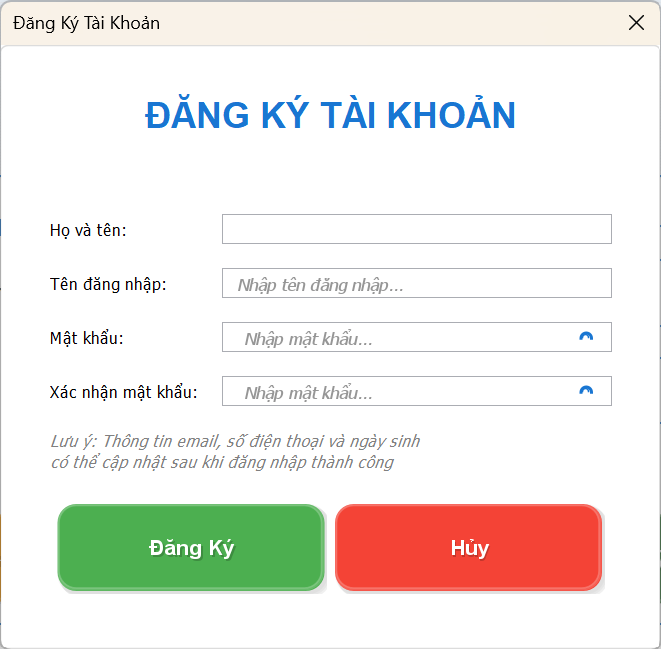 Đăng Ký Tài Khoản
ĐĂNG KÝ TÀI KHOẢN
Họ và tên:
Tên đăng nhập: Nhập tên đăng nhập...
Mật khẩu: Nhập mật khẩu...
Xác nhận mật khẩu: Nhập mật khẩu...
Lưu ý: Thông tin email, số điện thoại và ngày sinh
có thể cập nhật sau khi đăng nhập thành công
Đăng Ký Hủy